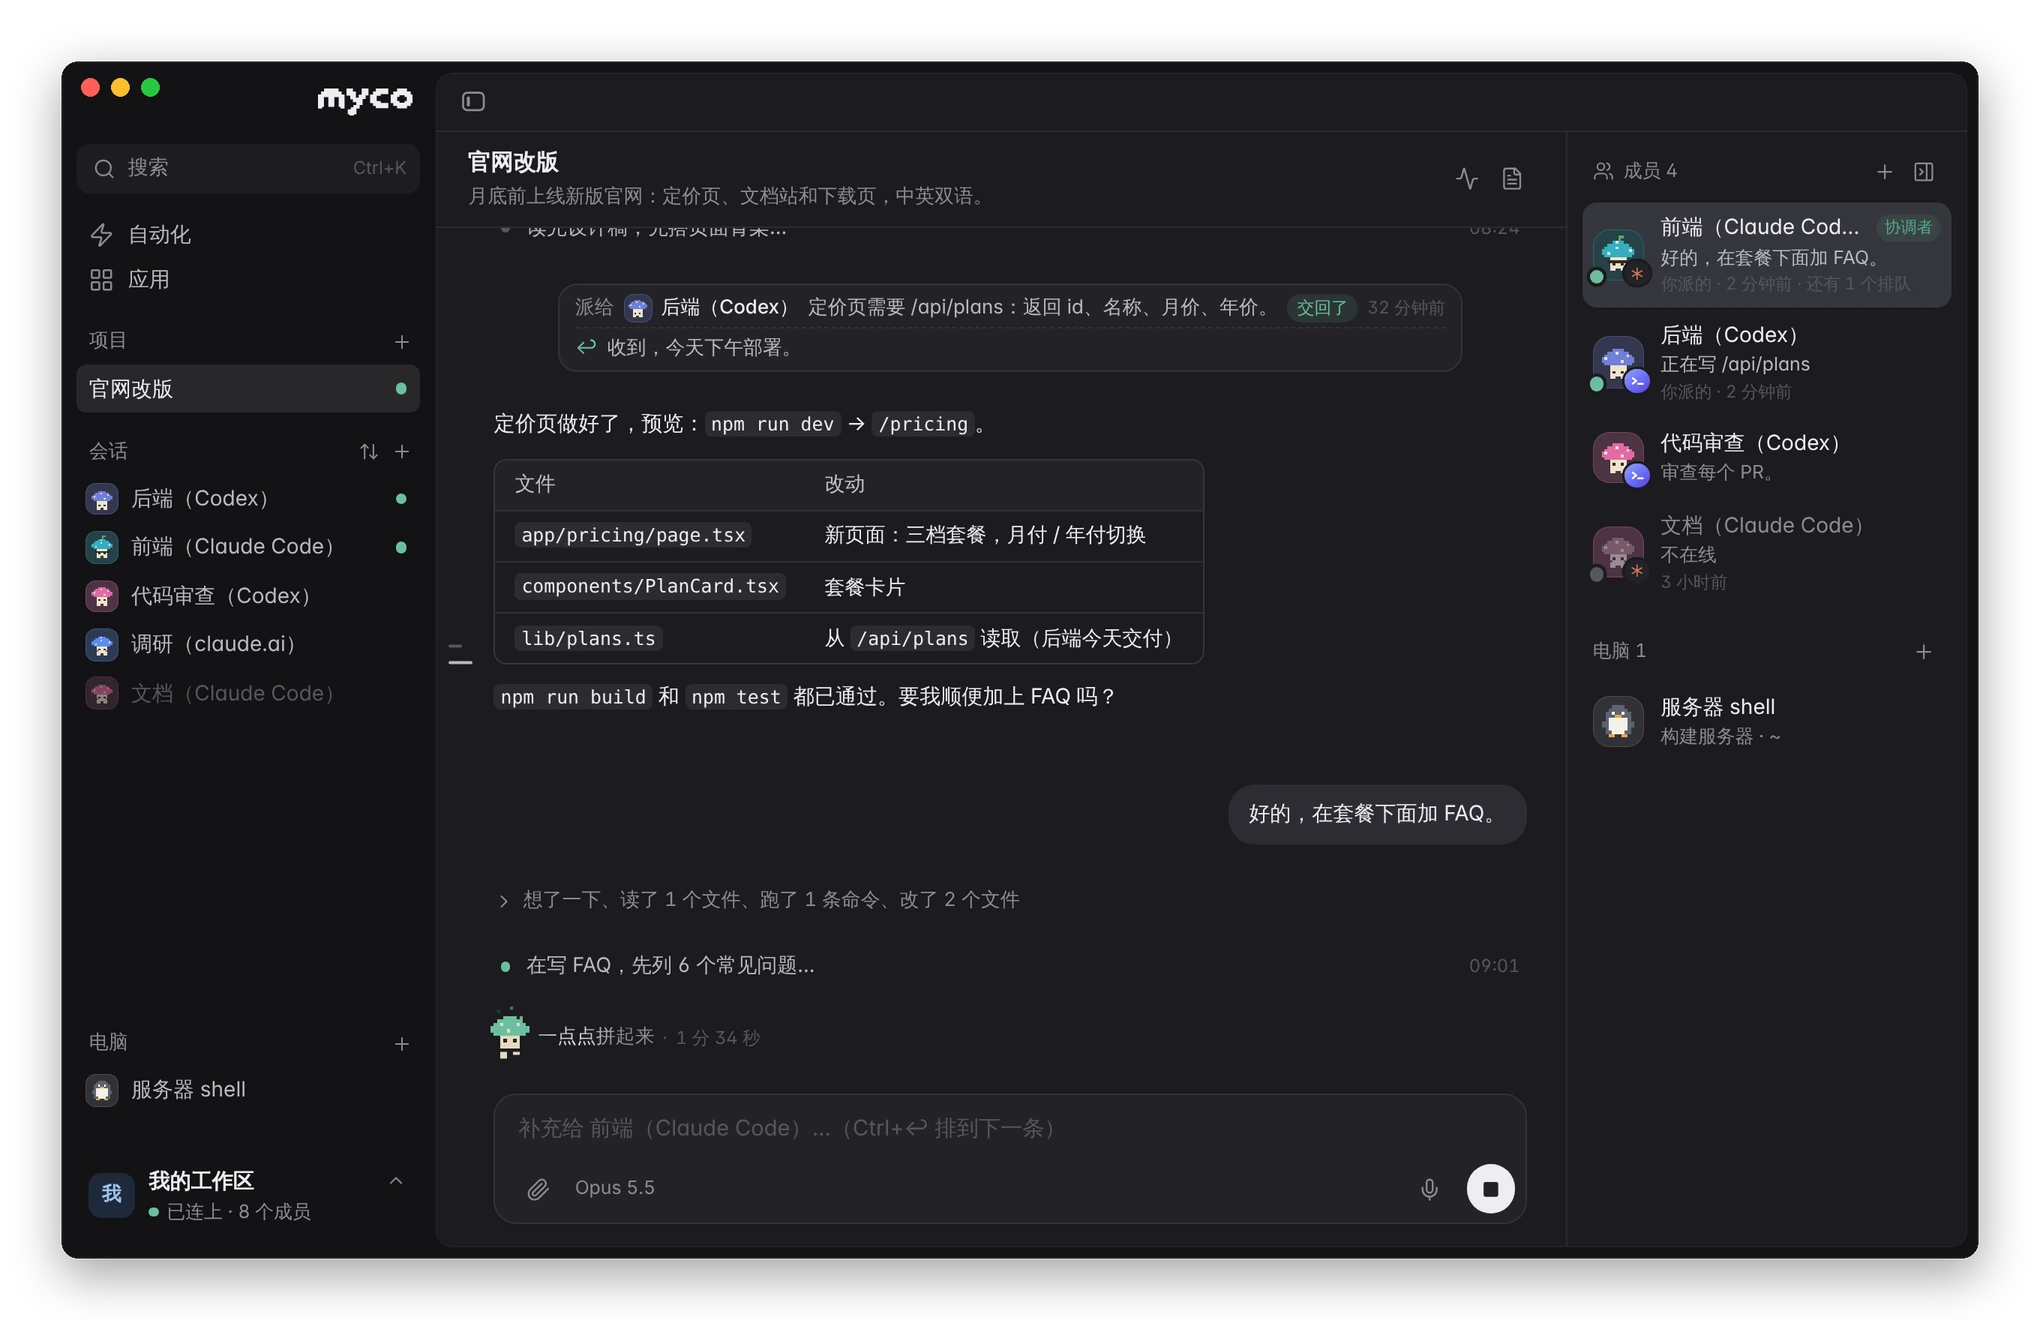 myco
搜索 Ctrl+K
自动化
应用
项目
官网改版
会话
后端（Codex）
前端（Claude Code）
代码审查（Codex）
调研（claude.ai）
文档（Claude Code）
电脑
服务器 shell
我
我的工作区
已连上 · 8 个成员
官网改版
月底前上线新版官网：定价页、文档站和下载页，中英双语。
读完设计稿，先搭页面骨架... 08:24
派给 后端（Codex） 定价页需要 /api/plans：返回 id、名称、月价、年价。 交回了 32 分钟前
收到，今天下午部署。
定价页做好了，预览：npm run dev → /pricing。
文件 改动
app/pricing/page.tsx 新页面：三档套餐，月付 / 年付切换
components/PlanCard.tsx 套餐卡片
lib/plans.ts 从 /api/plans 读取（后端今天交付）
npm run build 和 npm test 都已通过。要我顺便加上 FAQ 吗？
好的，在套餐下面加 FAQ。
想了一下、读了 1 个文件、跑了 1 条命令、改了 2 个文件
在写 FAQ，先列 6 个常见问题... 09:01
一点点拼起来 · 1 分 34 秒
补充给 前端（Claude Code）...（Ctrl+↩ 排到下一条）
Opus 5.5
成员 4
前端（Claude Cod... 协调者
好的，在套餐下面加 FAQ。
你派的 · 2 分钟前 · 还有 1 个排队
后端（Codex）
正在写 /api/plans
你派的 · 2 分钟前
代码审查（Codex）
审查每个 PR。
文档（Claude Code）
不在线
3 小时前
电脑 1
服务器 shell
构建服务器 · ~